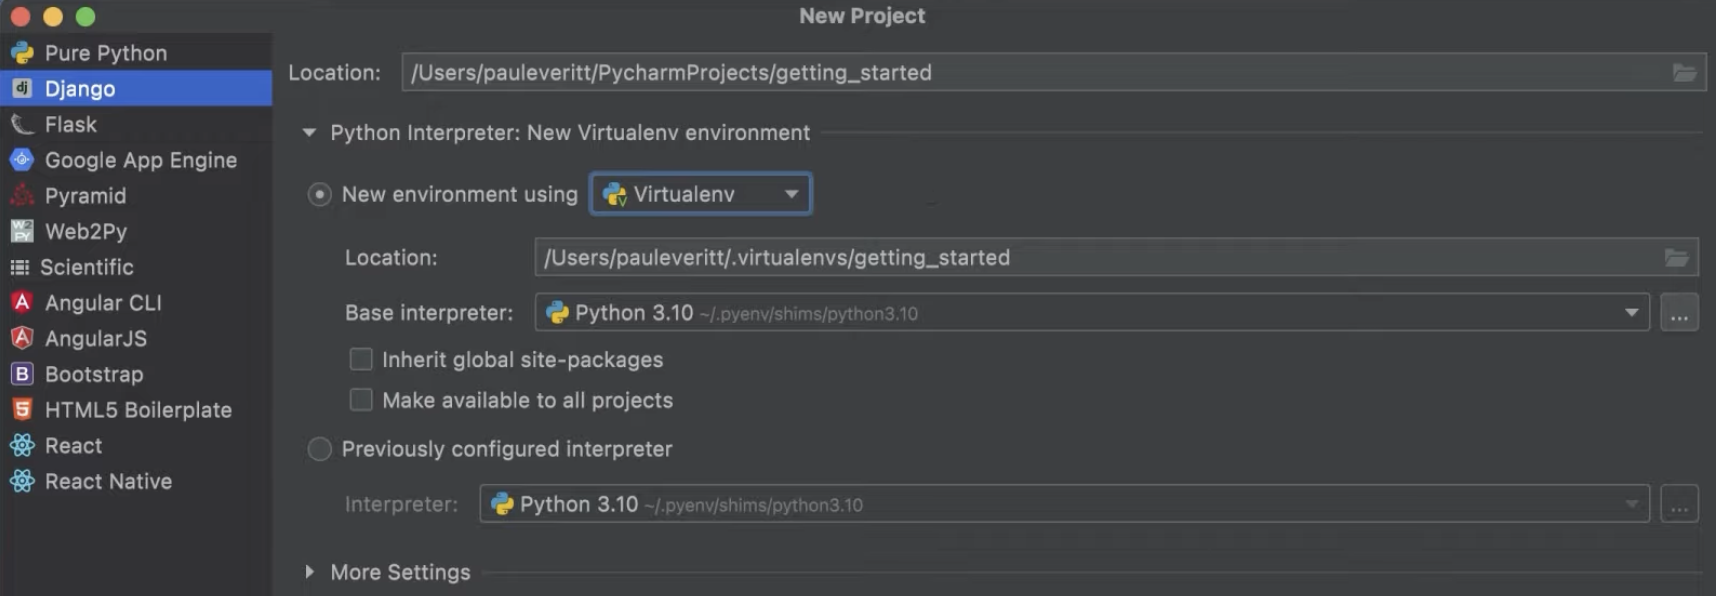 New Project
Pure Python
dj Django
Flask
Google App Engine
Pyramid
W2PY Web2Py
Scientific
A Angular CLI
A AngularJS
B Bootstrap
5 HTML5 Boilerplate
React
React Native
Location: /Users/pauleveritt/PycharmProjects/getting_started
Python Interpreter: New Virtualenv environment
New environment using V Virtualenv
Location: /Users/pauleveritt/.virtualenvs/getting_started
Base interpreter: Python 3.10 ~/.pyenv/shims/python3.10 ...
Inherit global site-packages
Make available to all projects
Previously configured interpreter
Interpreter: Python 3.10 ~/.pyenv/shims/python3.10 ...
More Settings